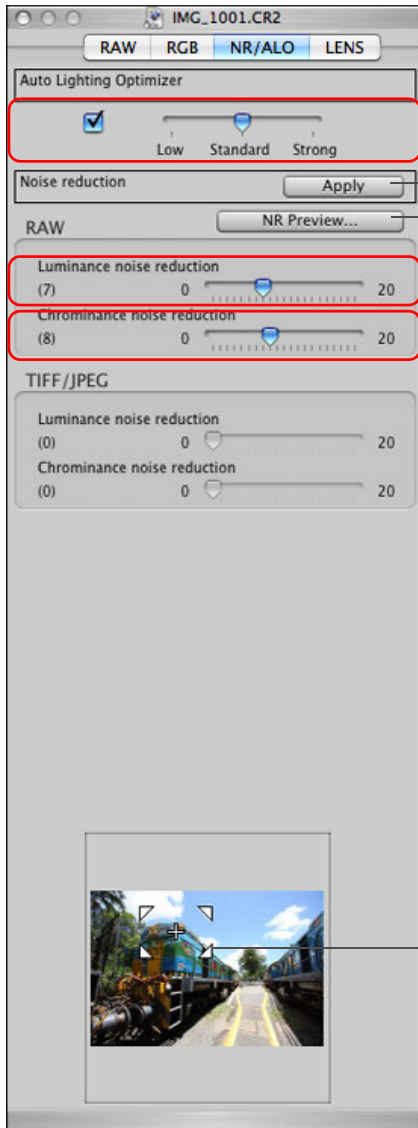 IMG_1001.CR2
RAW RGB NR/ALO LENS
Auto Lighting Optimizer
Low Standard Strong
Noise reduction Apply
RAW NR Preview...
Luminance noise reduction
(7) 0 20
Chrominance noise reduction
(8) 0 20
TIFF/JPEG
Luminance noise reduction
(0) 0 20
Chrominance noise reduction
(0) 0 20